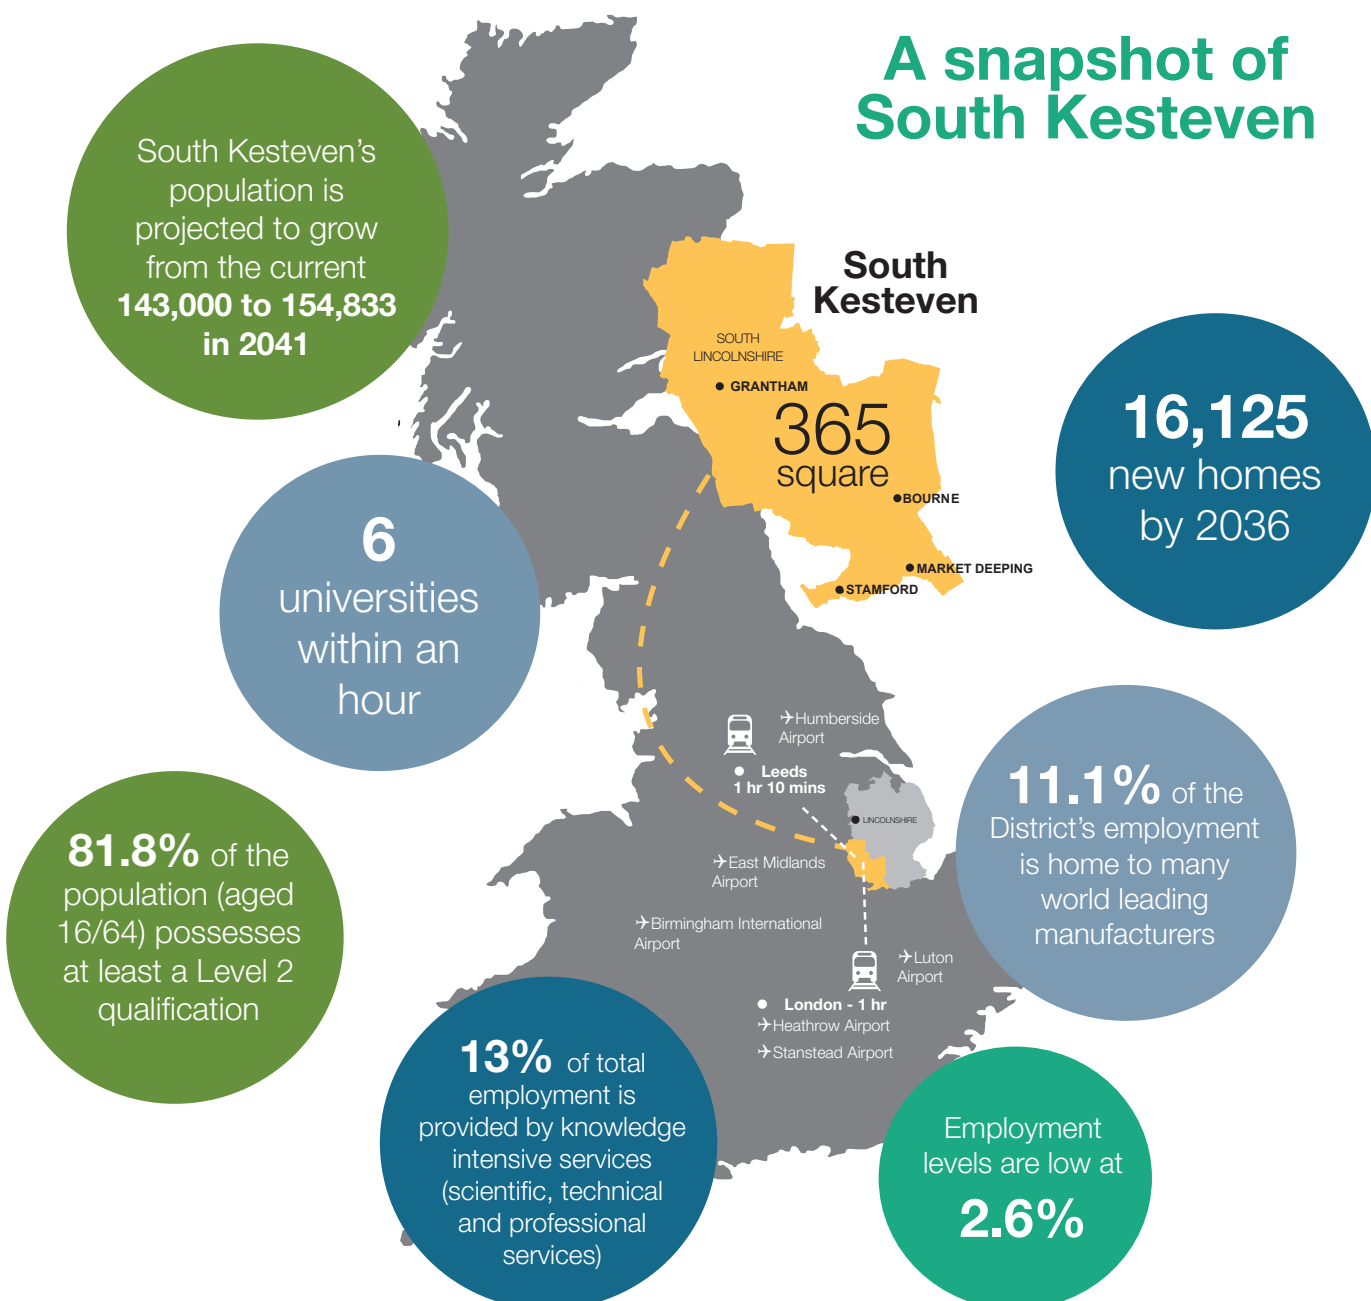 A snapshot of
South Kesteven
South Kesteven's
population is
projected to grow
from the current
143,000 to 154,833
in 2041
South
Kesteven
SOUTH
LINCOLNSHIRE
GRANTHAM
365
square
BOURNE
MARKET DEEPING
STAMFORD
16,125
new homes
by 2036
6
universities
within an
hour
Humberside
Airport
Leeds
1 hr 10 mins
LINCOLNSHIRE
East Midlands
Airport
Birmingham International
Airport
Luton
Airport
London - 1 hr
Heathrow Airport
Stanstead Airport
11.1% of the
District's employment
is home to many
world leading
manufacturers
81.8% of the
population (aged
16/64) possesses
at least a Level 2
qualification
13% of total
employment is
provided by knowledge
intensive services
(scientific, technical
and professional
services)
Employment
levels are low at
2.6%